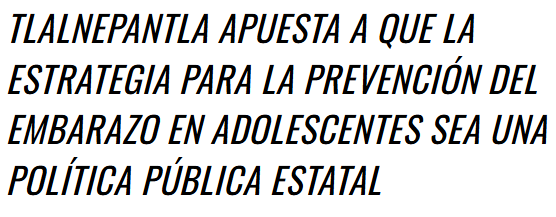 TLALNEPANTLA APUESTA A QUE LA
ESTRATEGIA PARA LA PREVENCIÓN DEL
EMBARAZO EN ADOLESCENTES SEA UNA
POLÍTICA PÚBLICA ESTATAL